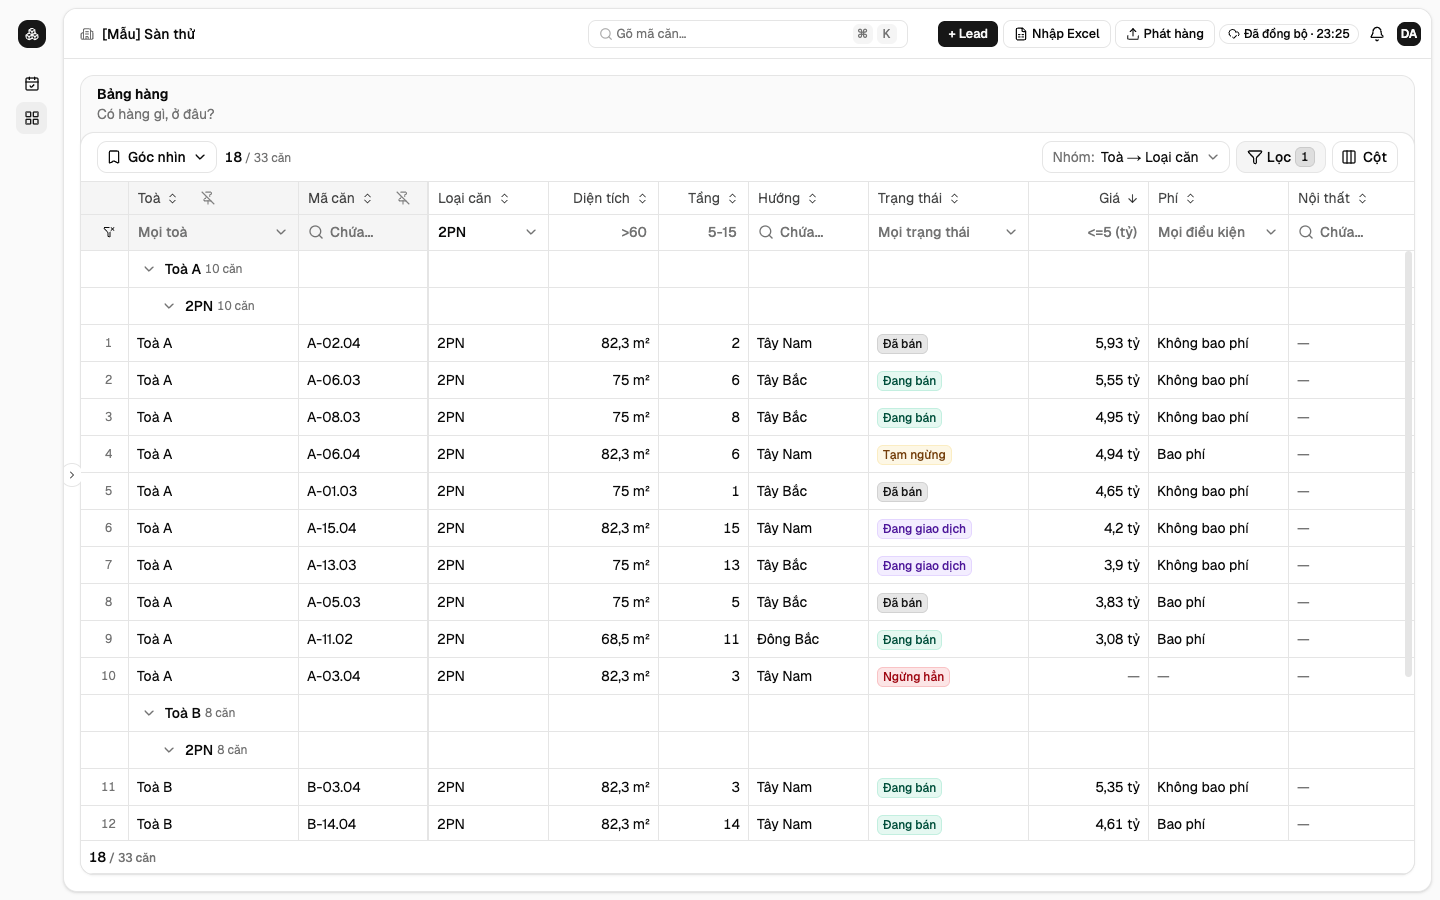 [Mẫu] Sàn thử
Gõ mã căn... ⌘ K
+ Lead
Nhập Excel
Phát hàng
Đã đồng bộ · 23:25
DA
Bảng hàng
Có hàng gì, ở đâu?
Góc nhìn 18 / 33 căn
Nhóm: Toà → Loại căn
Lọc 1
Cột
Toà Mã căn Loại căn Diện tích Tầng Hướng Trạng thái Giá ↓ Phí Nội thất
Mọi toà Chứa... 2PN >60 5-15 Chứa... Mọi trạng thái <=5 (tỷ) Mọi điều kiện Chứa...
Toà A 10 căn
2PN 10 căn
1 Toà A A-02.04 2PN 82,3 m² 2 Tây Nam Đã bán 5,93 tỷ Không bao phí —
2 Toà A A-06.03 2PN 75 m² 6 Tây Bắc Đang bán 5,55 tỷ Không bao phí —
3 Toà A A-08.03 2PN 75 m² 8 Tây Bắc Đang bán 4,95 tỷ Không bao phí —
4 Toà A A-06.04 2PN 82,3 m² 6 Tây Nam Tạm ngừng 4,94 tỷ Bao phí —
5 Toà A A-01.03 2PN 75 m² 1 Tây Bắc Đã bán 4,65 tỷ Không bao phí —
6 Toà A A-15.04 2PN 82,3 m² 15 Tây Nam Đang giao dịch 4,2 tỷ Không bao phí —
7 Toà A A-13.03 2PN 75 m² 13 Tây Bắc Đang giao dịch 3,9 tỷ Không bao phí —
8 Toà A A-05.03 2PN 75 m² 5 Tây Bắc Đã bán 3,83 tỷ Bao phí —
9 Toà A A-11.02 2PN 68,5 m² 11 Đông Bắc Đang bán 3,08 tỷ Bao phí —
10 Toà A A-03.04 2PN 82,3 m² 3 Tây Nam Ngừng hẳn — — —
Toà B 8 căn
2PN 8 căn
11 Toà B B-03.04 2PN 82,3 m² 3 Tây Nam Đang bán 5,35 tỷ Không bao phí —
12 Toà B B-14.04 2PN 82,3 m² 14 Tây Nam Đang bán 4,61 tỷ Bao phí —
18 / 33 căn